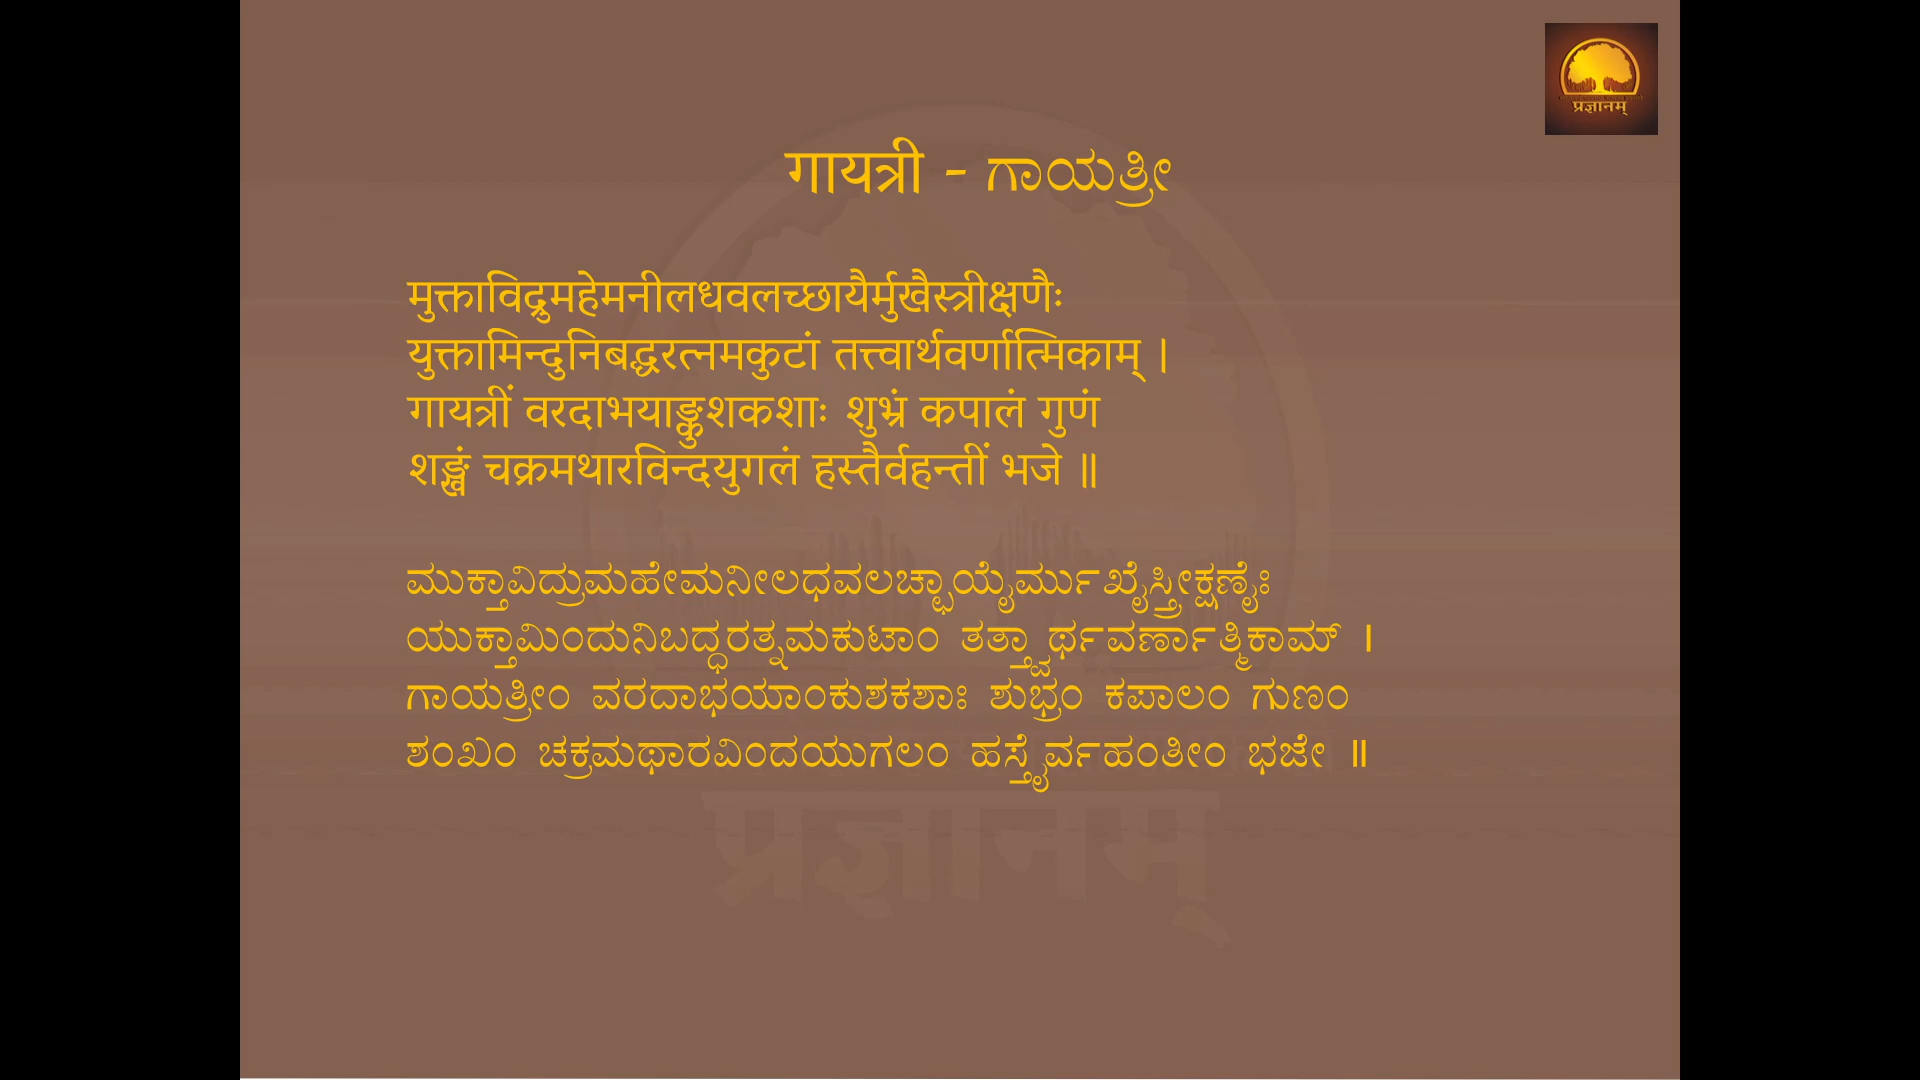 प्रज्ञानम्
गायत्री - ಗಾಯತ್ರೀ
मुक्ताविद्रुमहेमनीलधवलच्छायैर्मुखैस्त्रीक्षणैः
युक्तामिन्दुनिबद्धरत्नमकुटां तत्त्वार्थवर्णात्मिकाम् ।
गायत्रीं वरदाभयाङ्कुशकशाः शुभ्रं कपालं गुणं
शङ्खं चक्रमथारविन्दयुगलं हस्तैर्वहन्तीं भजे ॥
ಮುಕ್ತಾವಿದ್ರುಮಹೇಮನೀಲಧವಲಚ್ಛಾಯೈರ್ಮುಖೈಸ್ತ್ರೀಕ್ಷಣೈಃ
ಯುಕ್ತಾಮಿಂದುನಿಬದ್ಧರತ್ನಮಕುಟಾಂ ತತ್ತ್ವಾರ್ಥವರ್ಣಾತ್ಮಿಕಾಮ್ ।
ಗಾಯತ್ರೀಂ ವರದಾಭಯಾಂಕುಶಕಶಾಃ ಶುಭ್ರಂ ಕಪಾಲಂ ಗುಣಂ
ಶಂಖಂ ಚಕ್ರಮಥಾರವಿಂದಯುಗಲಂ ಹಸ್ತೈರ್ವಹಂತೀಂ ಭಜೇ ॥
प्रज्ञानम्